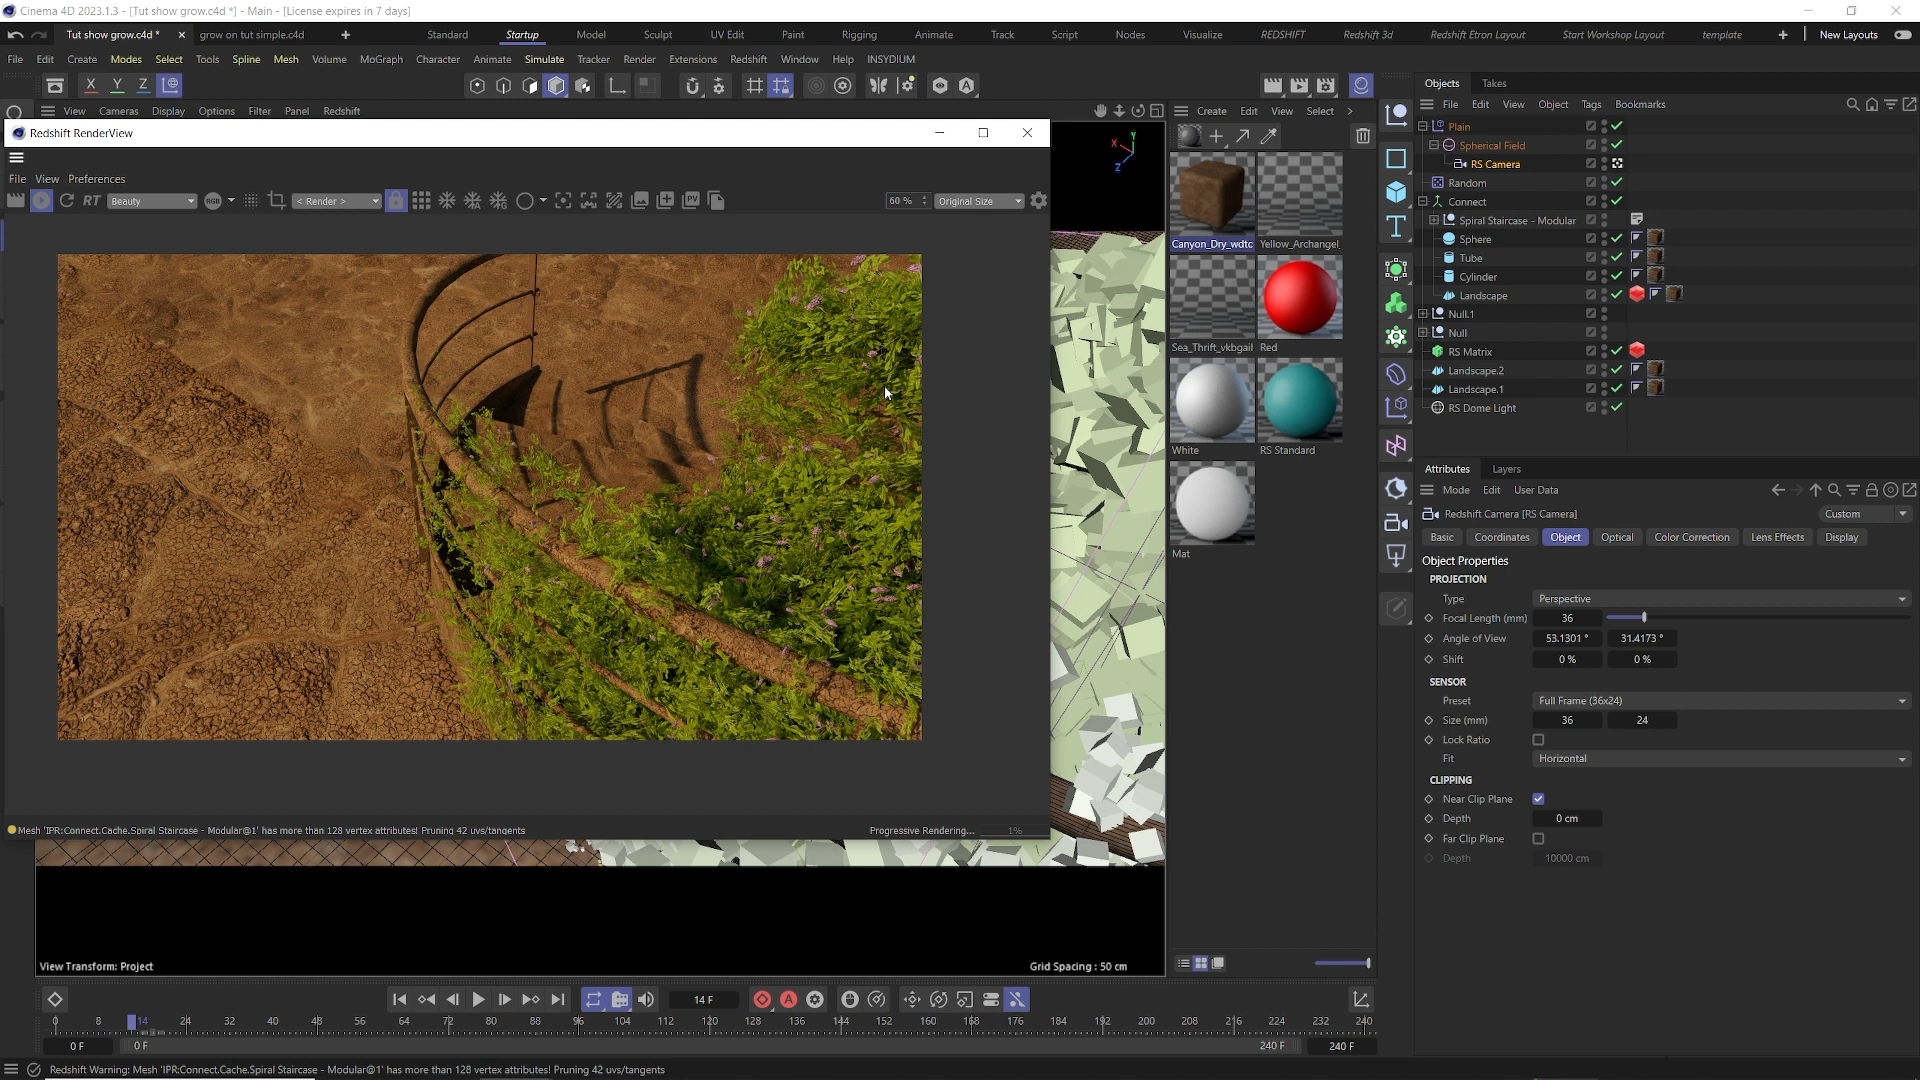 Cinema 4D 2023.1.3 - [Tut show grow.c4d *] - Main - [License expires in 7 days]
Tut show grow.c4d * grow on tut simple.c4d Standard Startup Model Sculpt UV Edit Paint Rigging Animate Track Script Nodes Visualize REDSHIFT Redshift 3d Redshift Etron Layout Start Workshop Layout template New Layouts
File Edit Create Modes Select Tools Spline Mesh Volume MoGraph Character Animate Simulate Tracker Render Extensions Redshift Window Help INSYDIUM
X Y Z
Objects Takes
File Edit View Object Tags Bookmarks
View Cameras Display Options Filter Panel Redshift
Create Edit View Select
Redshift RenderView
File View Preferences
RT Beauty RGB < Render > PV 60 % Original Size
X Y Z
Canyon_Dry_wdtc Yellow_Archangel_
Sea_Thrift_vkbgail Red
White RS Standard
Mat
Plain
Spherical Field
RS Camera
Random
Connect
Spiral Staircase - Modular
Sphere
Tube
Cylinder
Landscape
Null.1
Null
RS Matrix
Landscape.2
Landscape.1
RS Dome Light
Attributes Layers
Mode Edit User Data
Redshift Camera [RS Camera] Custom
Basic Coordinates Object Optical Color Correction Lens Effects Display
Object Properties
PROJECTION
Type Perspective
Focal Length (mm) 36
Angle of View 53.1301 ° 31.4173 °
Shift 0 % 0 %
SENSOR
Preset Full Frame (36x24)
Size (mm) 36 24
Lock Ratio
Fit Horizontal
CLIPPING
Near Clip Plane
Depth 0 cm
Far Clip Plane
Depth 10000 cm
Mesh 'IPR:Connect.Cache.Spiral Staircase - Modular@1' has more than 128 vertex attributes! Pruning 42 uvs/tangents Progressive Rendering... 1%
View Transform: Project Grid Spacing : 50 cm
14 F
0 8 14 24 32 40 48 56 64 72 80 88 96 104 112 120 128 136 144 152 160 168 176 184 192 200 208 216 224 232 240
0 F 0 F 240 F 240 F
Redshift Warning: Mesh 'IPR:Connect.Cache.Spiral Staircase - Modular@1' has more than 128 vertex attributes! Pruning 42 uvs/tangents